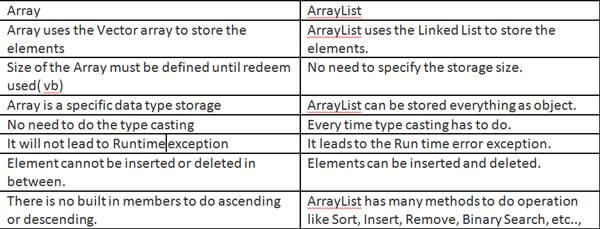 Array ArrayList
Array uses the Vector array to store the ArrayList uses the Linked List to store the
elements elements.
Size of the Array must be defined until redeem No need to specify the storage size.
used( vb)
Array is a specific data type storage ArrayList can be stored everything as object.
No need to do the type casting Every time type casting has to do.
It will not lead to Runtime exception It leads to the Run time error exception.
Element cannot be inserted or deleted in Elements can be inserted and deleted.
between.
There is no built in members to do ascending ArrayList has many methods to do operation
or descending. like Sort, Insert, Remove, Binary Search, etc..,